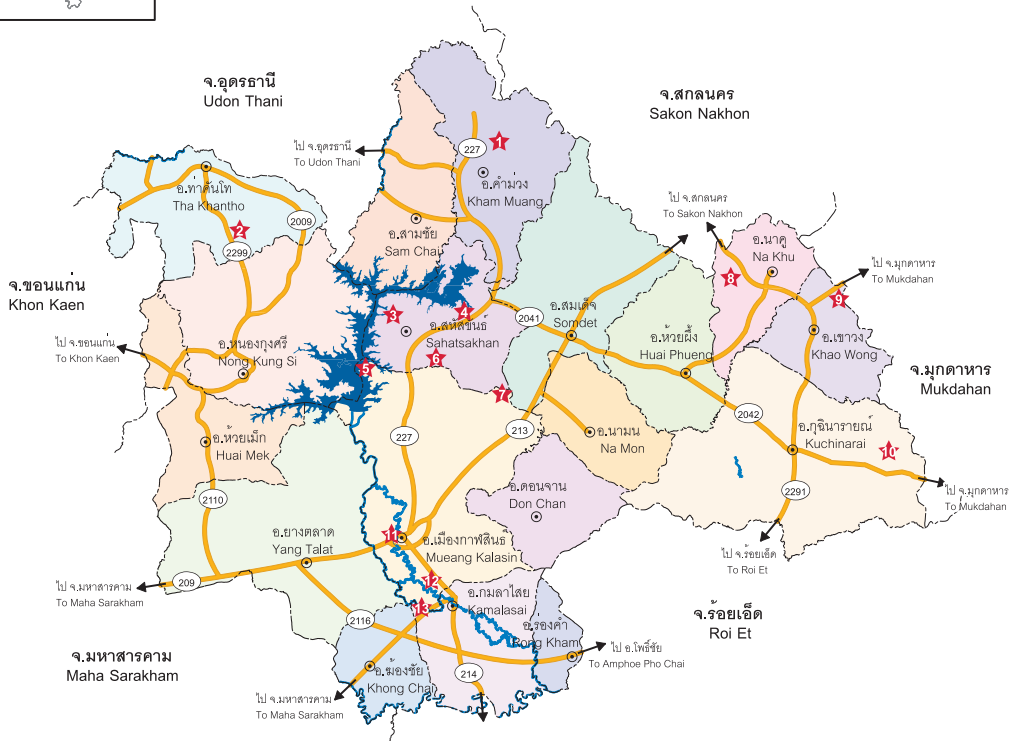 จ.อุดรธานี
Udon Thani
จ.สกลนคร
Sakon Nakhon
ไป จ.อุดรธานี
To Udon Thani
227
1
อ.คำม่วง
Kham Muang
อ.ท่าคันโท
Tha Khantho
2009
2
2299
อ.สามชัย
Sam Chai
ไป จ.สกลนคร
To Sakon Nakhon
อ.นาคู
Na Khu
8
ไป จ.มุกดาหาร
To Mukdahan
9
จ.ขอนแก่น
Khon Kaen
3
4
อ.สหัสขันธ์
Sahatsakhan
2041
อ.สมเด็จ
Somdet
อ.ห้วยผึ้ง
Huai Phueng
อ.เขาวง
Khao Wong
ไป จ.ขอนแก่น
To Khon Kaen
อ.หนองกุงศรี
Nong Kung Si
5
6
7
จ.มุกดาหาร
Mukdahan
2042
อ.ห้วยเม็ก
Huai Mek
227
213
อ.นามน
Na Mon
อ.กุฉินารายณ์
Kuchinarai
10
2110
อ.ดอนจาน
Don Chan
2291
ไป จ.มุกดาหาร
To Mukdahan
อ.ยางตลาด
Yang Talat
11
อ.เมืองกาฬสินธุ์
Mueang Kalasin
ไป จ.ร้อยเอ็ด
To Roi Et
ไป จ.มหาสารคาม
To Maha Sarakham
209
12
13
อ.กมลาไสย
Kamalasai
2116
อ.ร่องคำ
Rong Kham
จ.ร้อยเอ็ด
Roi Et
จ.มหาสารคาม
Maha Sarakham
อ.ฆ้องชัย
Khong Chai
214
ไป อ.โพธิ์ชัย
To Amphoe Pho Chai
ไป จ.มหาสารคาม
To Maha Sarakham